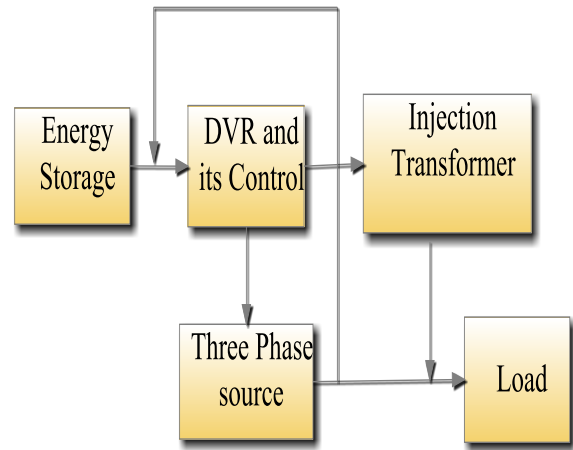 Energy
Storage
DVR and
its Control
Injection
Transformer
Three Phase
source
Load